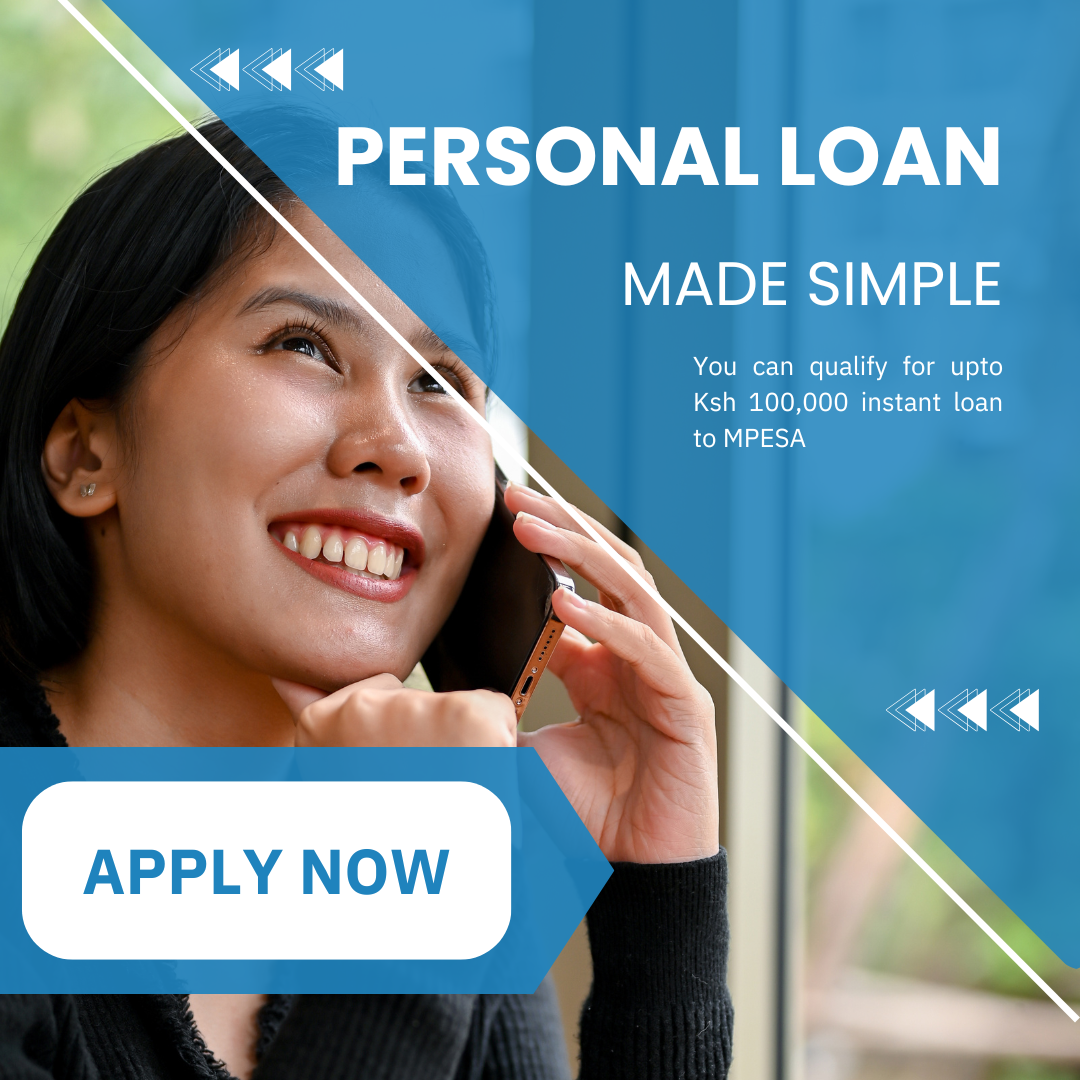 PERSONAL LOAN
MADE SIMPLE
You can qualify for upto
Ksh 100,000 instant loan
to MPESA
APPLY NOW